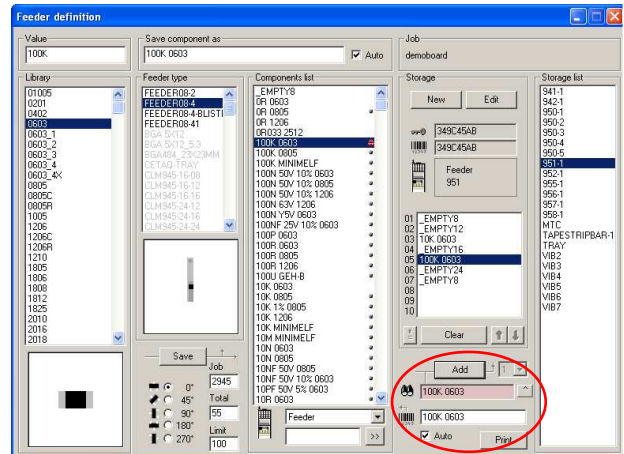 Feeder definition
Value
100K
Save component as
100K 0603
Auto
Job
demoboard
Library
01005
0201
0402
0603
0603_1
0603_2
0603_3
0603_4
0603_4X
0805
0805C
0805R
1005
1206
1206C
1206R
1210
1805
1806
1808
1812
1825
2010
2016
2018
Feeder type
FEEDER08-2
FEEDER08-4
FEEDER08-4-BLISTI
FEEDER08-41
BGA 5X12
BGA 5X12_5.3
BGA484_23X23MM
CETAQ-TRAY
CLM945-16-08
CLM945-16-12
CLM945-16-16
CLM945-24-12
CLM945-24-16
CLM945-24-24
Save
Job
2945
Total
55
Limit
100
0°
45°
90°
180°
270°
Components list
_EMPTY8
0R 0603
0R 0805
0R 1206
0R033 2512
100K 0603
100K 0805
100K MINIMELF
100N 50V 10% 0603
100N 50V 10% 0805
100N 50V 10% 1206
100N 63V 1206
100N Y5V 0603
100NF 25V 10% 0603
100P 0603
100R 0603
100R 0805
100R 1206
100U GEH-B
10K 0603
10K 0805
10K 1% 0805
10K 1206
10K MINIMELF
10M MINIMELF
10N 0603
10N 0805
10NF 50V 0805
10NF 50V 10% 0603
10PF 50V 5% 0603
10R 0603
Feeder
>>
Storage
New
Edit
349C45AB
349C45AB
Feeder
951
01 _EMPTY8
02 _EMPTY12
03 10K 0603
04 _EMPTY16
05 100K 0603
06 _EMPTY24
07 _EMPTY8
08
09
10
Clear
Add
1
100K 0603
100K 0603
Auto
Print
Storage list
941-1
942-1
950-1
950-2
950-3
950-4
950-5
951-1
952-1
955-1
956-1
957-1
958-1
MTC
TAPESTRIPBAR-1
TRAY
VIB2
VIB3
VIB4
VIB5
VIB6
VIB7